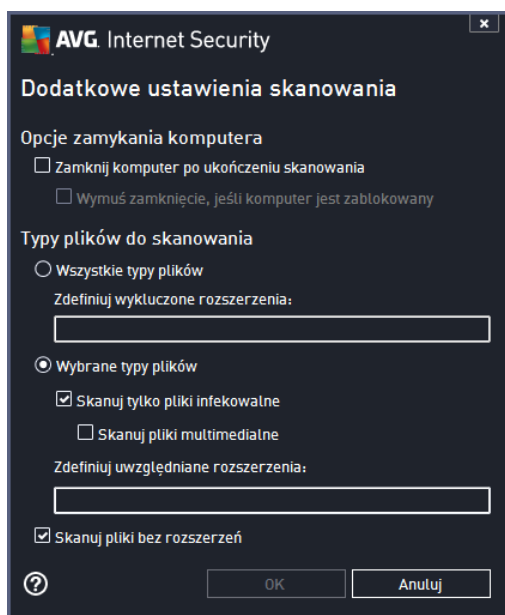 AVG. Internet Security
Dodatkowe ustawienia skanowania
Opcje zamykania komputera
Zamknij komputer po ukończeniu skanowania
Wymuś zamknięcie, jeśli komputer jest zablokowany
Typy plików do skanowania
Wszystkie typy plików
Zdefiniuj wykluczone rozszerzenia:
Wybrane typy plików
Skanuj tylko pliki infekowalne
Skanuj pliki multimedialne
Zdefiniuj uwzględniane rozszerzenia:
Skanuj pliki bez rozszerzeń
? OK Anuluj